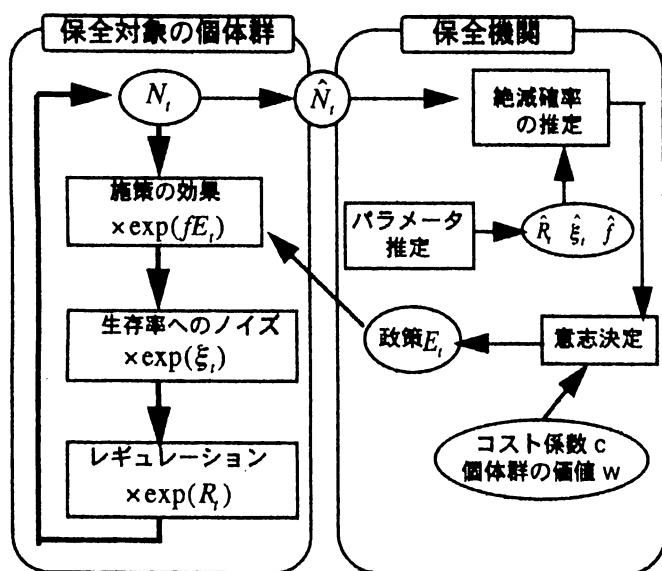 保全対象の個体群
N_t
施策の効果
×exp(fE_t)
生存率へのノイズ
×exp(ξ_t)
レギュレーション
×exp(R_t)
N̂_t
保全機関
絶滅確率
の推定
パラメータ
推定
R̂_t ξ̂_t f̂
政策E_t
意志決定
コスト係数 c
個体群の価値 w